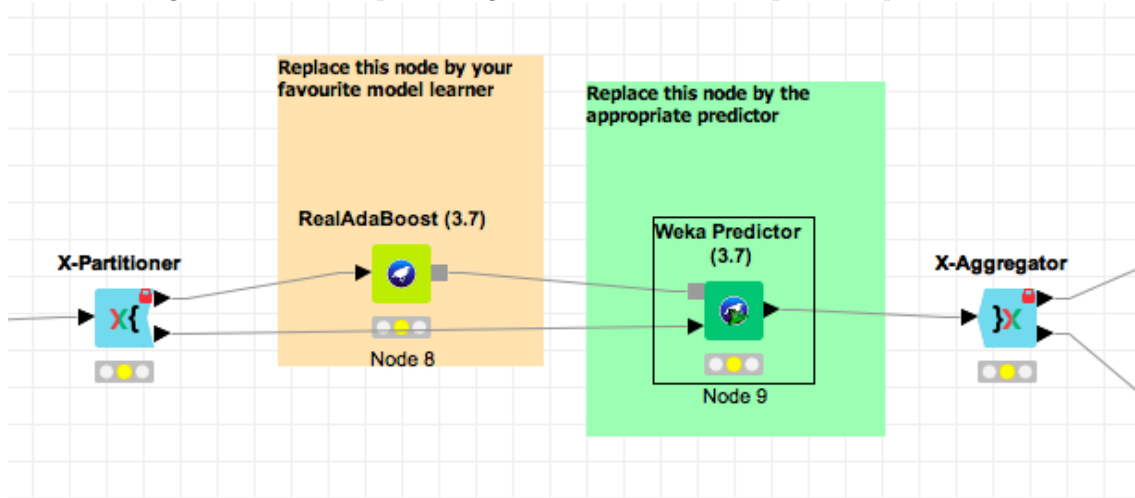 Replace this node by your
favourite model learner
Replace this node by the
appropriate predictor
RealAdaBoost (3.7)
Weka Predictor
(3.7)
X-Partitioner
X-Aggregator
X{
}X
Node 8
Node 9